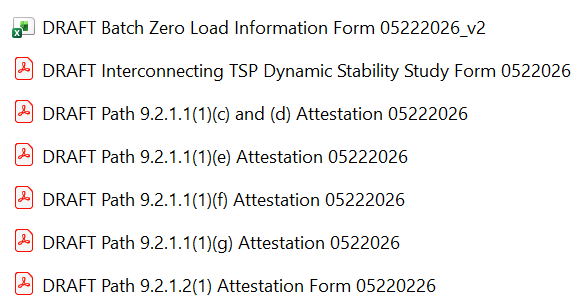 DRAFT Batch Zero Load Information Form 05222026_v2
DRAFT Interconnecting TSP Dynamic Stability Study Form 0522026
DRAFT Path 9.2.1.1(1)(c) and (d) Attestation 05222026
DRAFT Path 9.2.1.1(1)(e) Attestation 05222026
DRAFT Path 9.2.1.1(1)(f) Attestation 05222026
DRAFT Path 9.2.1.1(1)(g) Attestation 0522026
DRAFT Path 9.2.1.2(1) Attestation Form 05220226